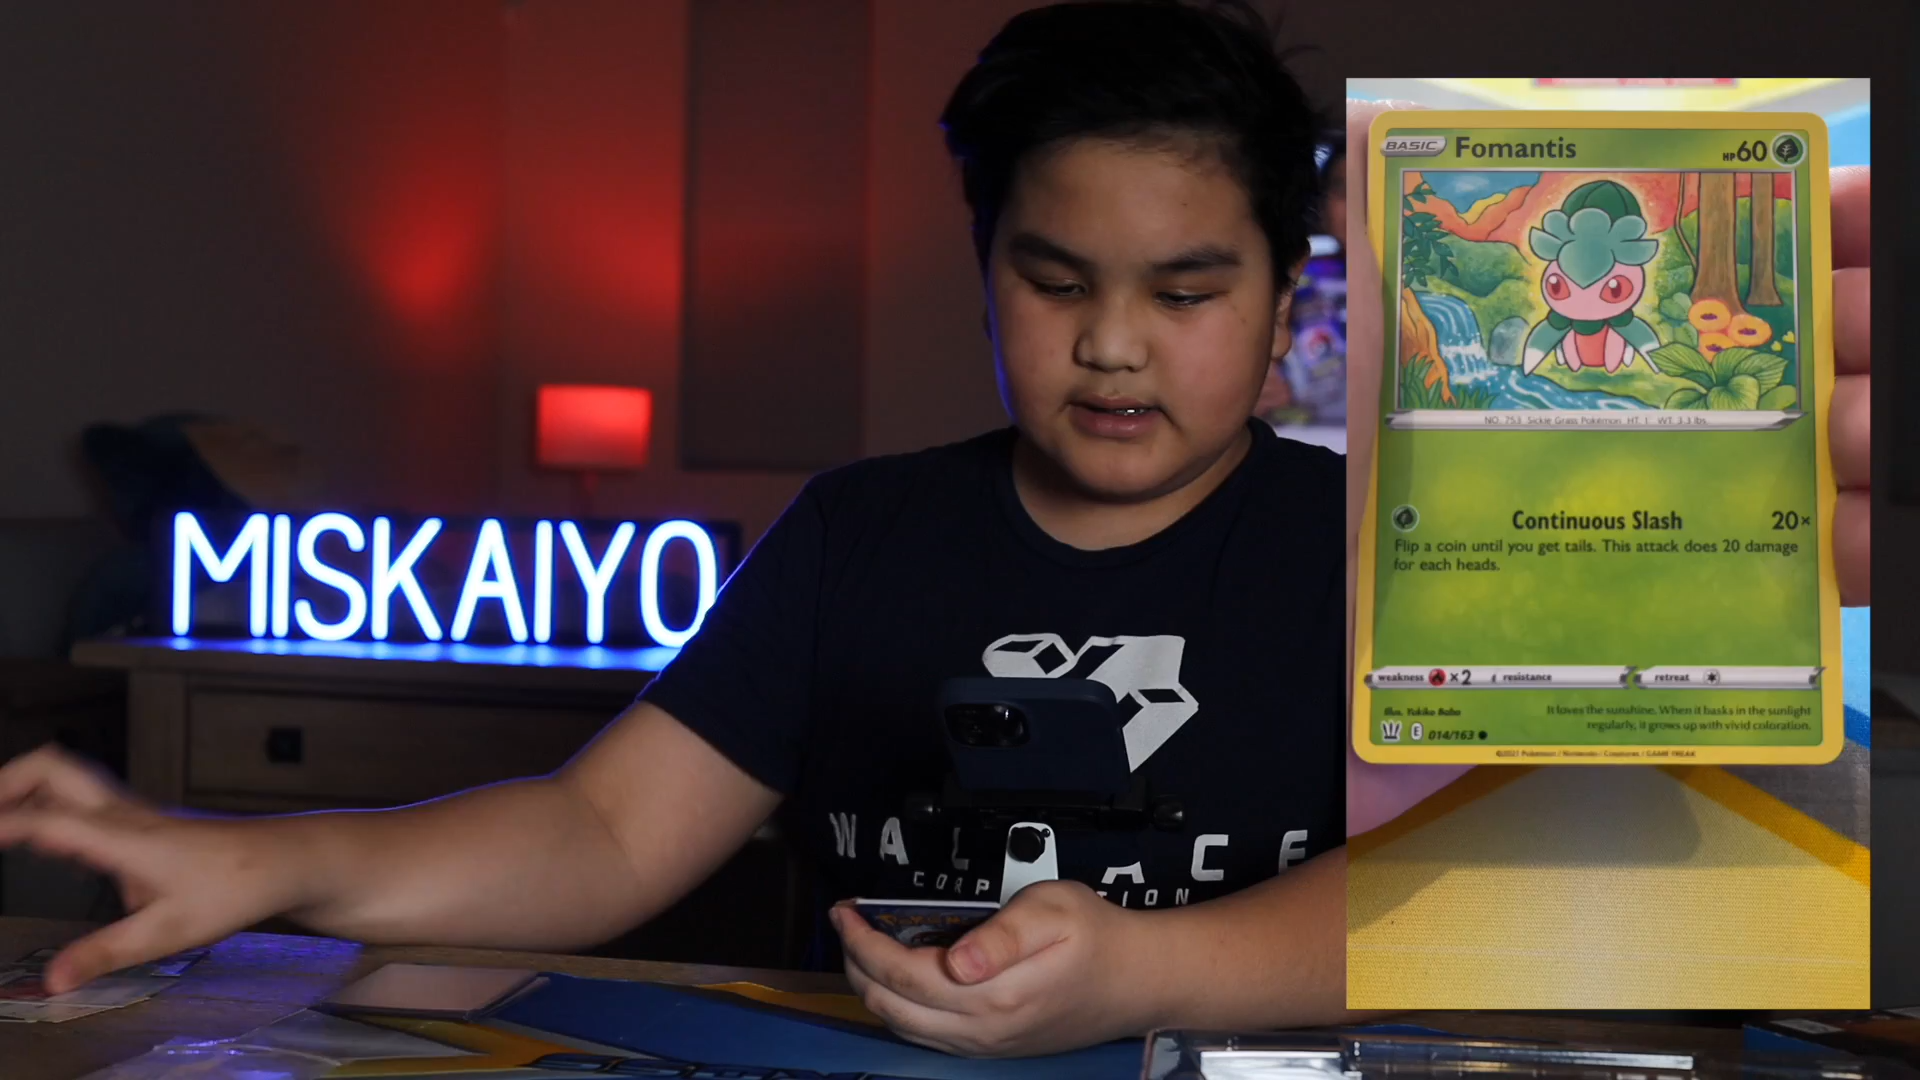 MISKAIYO
WALLACE
CORP TION
BASIC Fomantis HP 60
NO. 753 Sickle Grass Pokémon HT. 1' WT. 3.3 lbs.
Continuous Slash 20×
Flip a coin until you get tails. This attack does 20 damage
for each heads.
weakness ×2 resistance retreat
Illus. Yukiko Baba
It loves the sunshine. When it basks in the sunlight
regularly, it grows up with vivid coloration.
E 014/163
©2021 Pokémon / Nintendo / Creatures / GAME FREAK